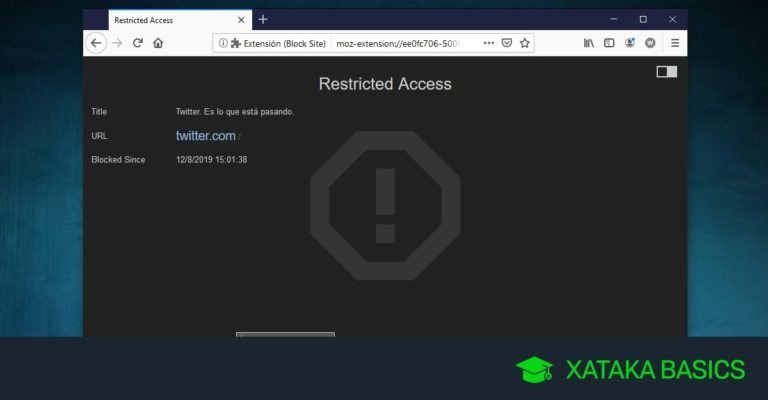 Restricted Access
Extensión (Block Site)
moz-extension://ee0fc706-500
Restricted Access
Title Twitter. Es lo que está pasando.
URL twitter.com /
Blocked Since 12/8/2019 15:01:38
XATAKA BASICS